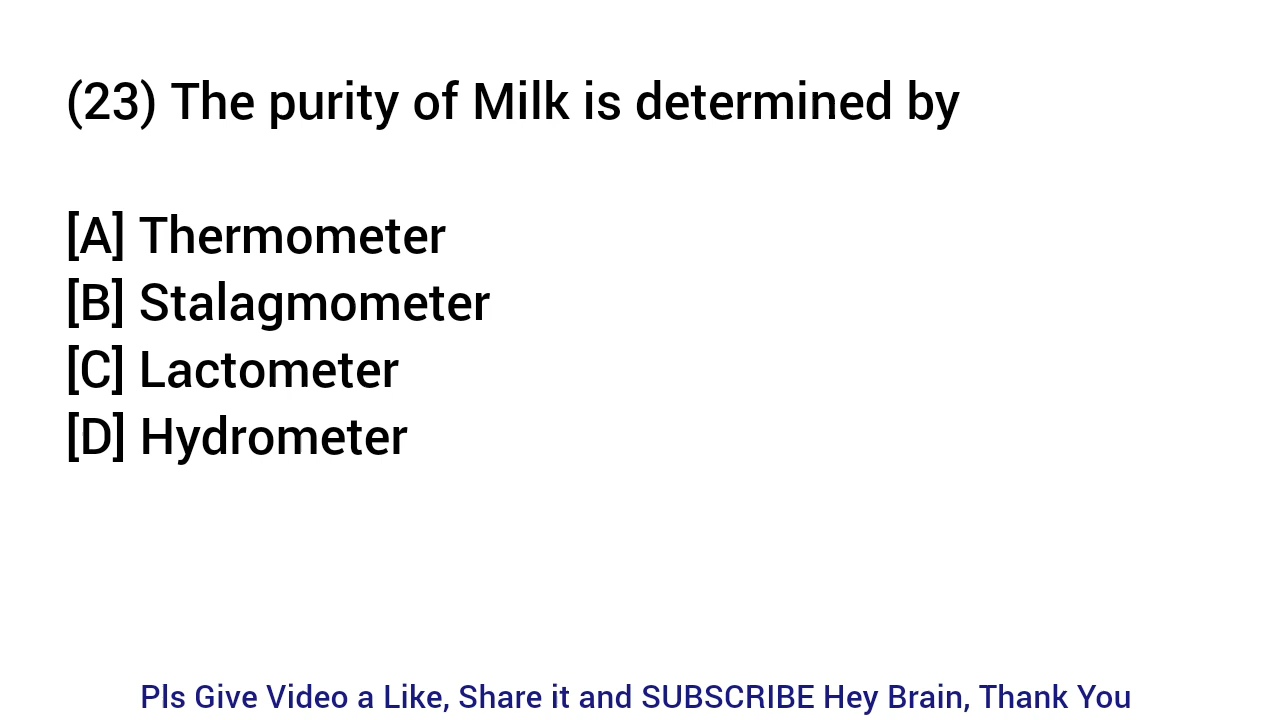 (23) The purity of Milk is determined by
[A] Thermometer
[B] Stalagmometer
[C] Lactometer
[D] Hydrometer
Pls Give Video a Like, Share it and SUBSCRIBE Hey Brain, Thank You